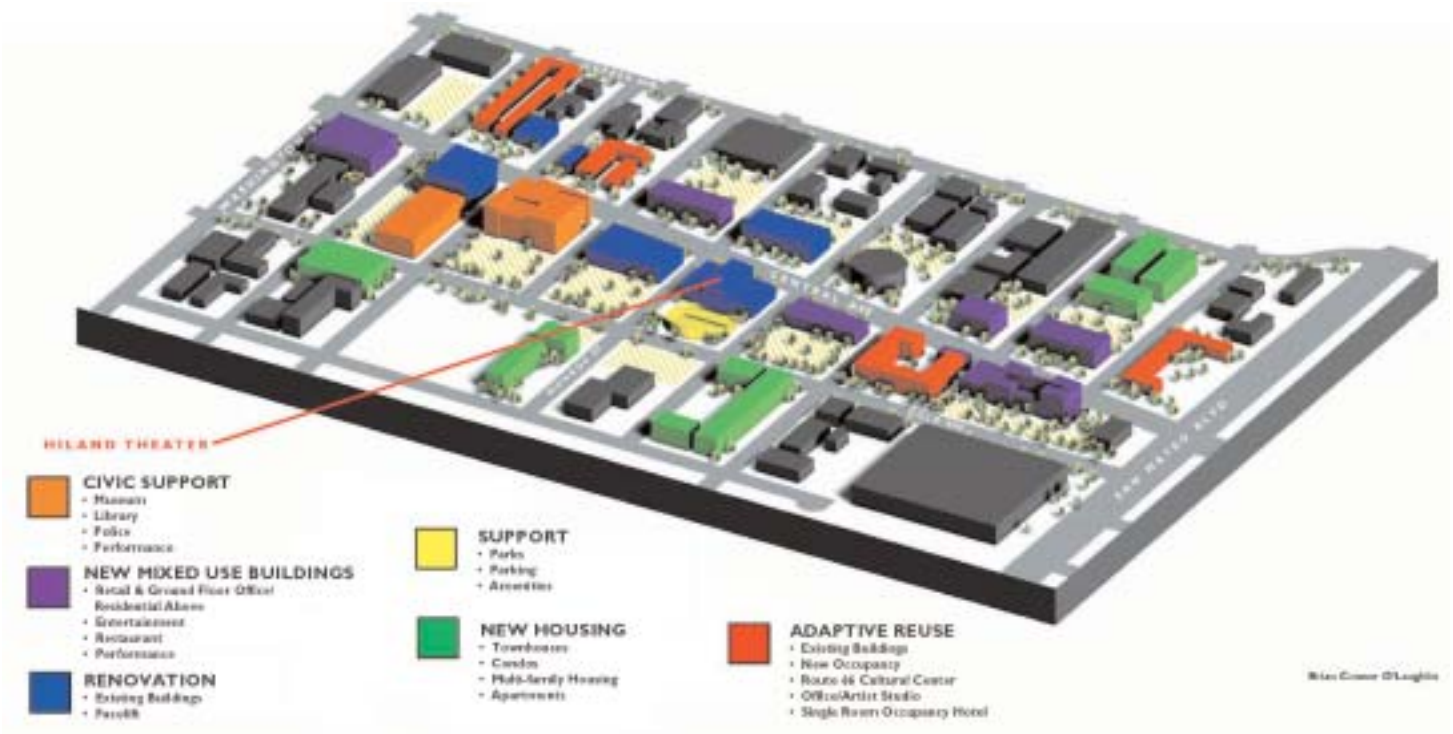 HILAND THEATER
CIVIC SUPPORT
• Museum
• Library
• Police
• Performance
NEW MIXED USE BUILDINGS
• Retail & Ground Floor Office/
Residential Above
• Entertainment
• Restaurant
• Performance
RENOVATION
• Existing Buildings
• Facelift
SUPPORT
• Parks
• Parking
• Amenities
NEW HOUSING
• Townhouses
• Condos
• Multi-family Housing
• Apartments
ADAPTIVE REUSE
• Existing Buildings
• New Occupancy
• Route 66 Cultural Center
• Office/Artist Studio
• Single Room Occupancy Hotel
SAN MATEO BLVD